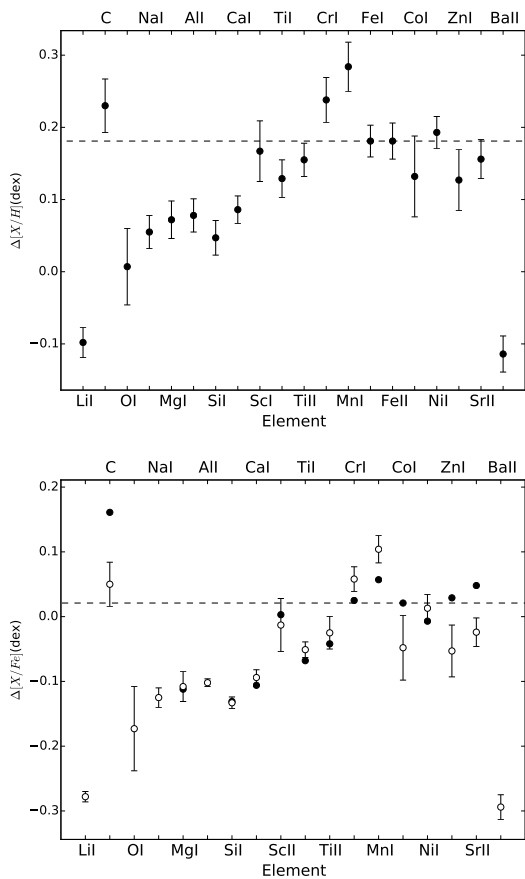 C NaI AlI CaI TiI CrI FeI CoI ZnI BaII
0.3
0.2
0.1
0.0
−0.1
Δ[X/H](dex)
LiI OI MgI SiI ScI TiII MnI FeII NiI SrII
Element
C NaI AlI CaI TiI CrI CoI ZnI BaII
0.2
0.1
0.0
−0.1
−0.2
−0.3
Δ[X/Fe](dex)
LiI OI MgI SiI ScII TiII MnI NiI SrII
Element